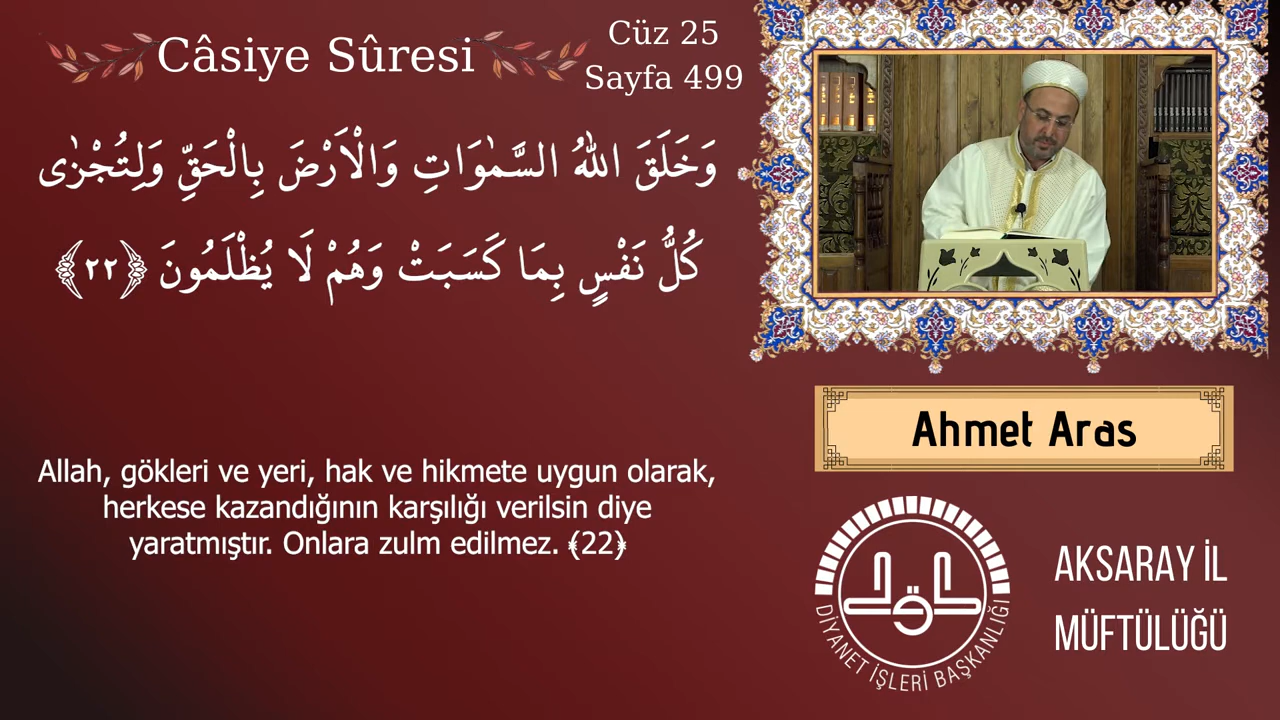 Câsiye Sûresi
Cüz 25
Sayfa 499
وَخَلَقَ اللّٰهُ السَّمٰوَاتِ وَالْاَرْضَ بِالْحَقِّ وَلِتُجْزٰى
كُلُّ نَفْسٍ بِمَا كَسَبَتْ وَهُمْ لَا يُظْلَمُونَ ﴿٢٢﴾
Allah, gökleri ve yeri, hak ve hikmete uygun olarak,
herkese kazandığının karşılığı verilsin diye
yaratmıştır. Onlara zulm edilmez. ﴾22﴿
Ahmet Aras
DİYANET İŞLERİ BAŞKANLIĞI
AKSARAY İL
MÜFTÜLÜĞÜ